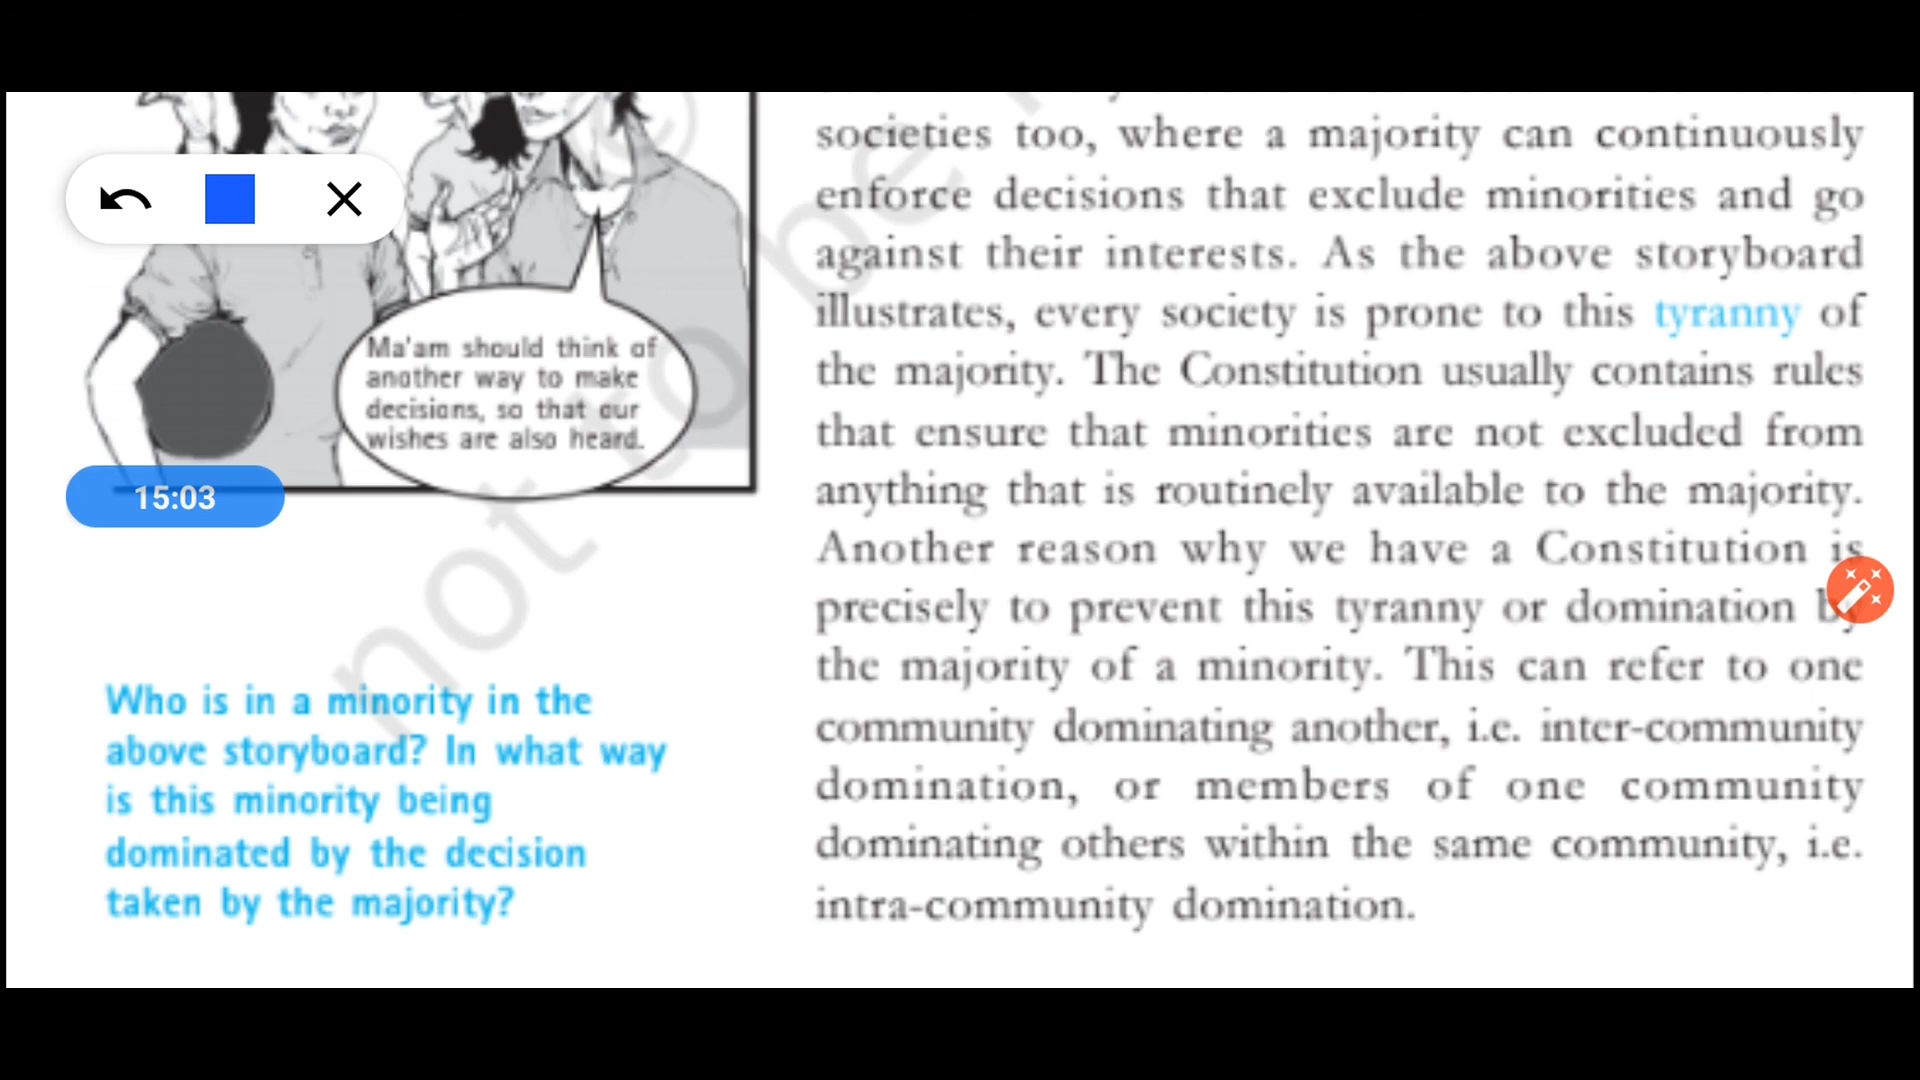 societies too, where a majority can continuously
enforce decisions that exclude minorities and go
against their interests. As the above storyboard
illustrates, every society is prone to this tyranny of
the majority. The Constitution usually contains rules
that ensure that minorities are not excluded from
anything that is routinely available to the majority.
Another reason why we have a Constitution is
precisely to prevent this tyranny or domination by
the majority of a minority. This can refer to one
community dominating another, i.e. inter-community
domination, or members of one community
dominating others within the same community, i.e.
intra-community domination.
Ma'am should think of
another way to make
decisions, so that our
wishes are also heard.
15:03
Who is in a minority in the
above storyboard? In what way
is this minority being
dominated by the decision
taken by the majority?
not to be